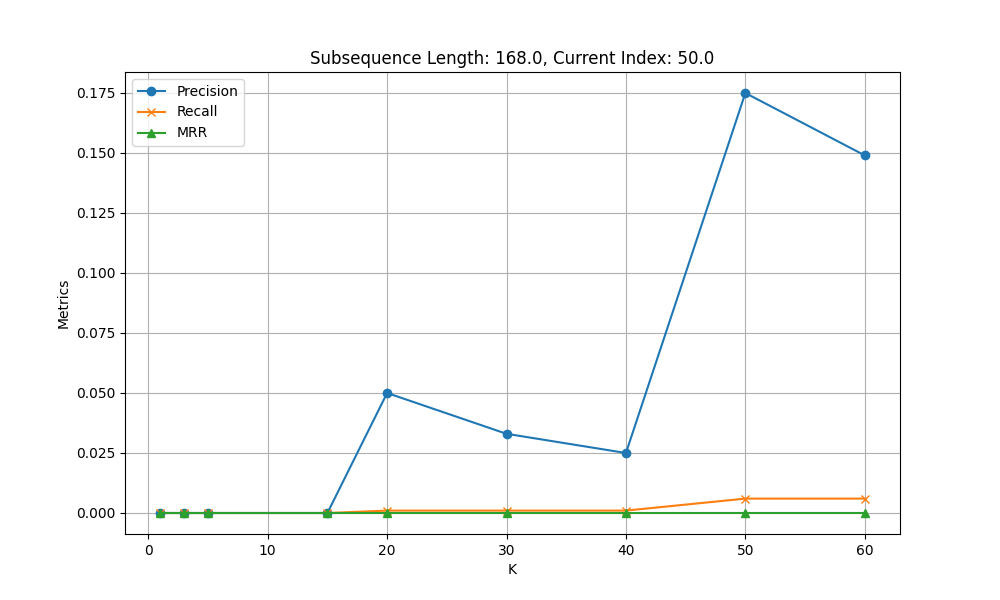 Subsequence Length: 168.0, Current Index: 50.0
Precision
Recall
MRR
0.175
0.150
0.125
0.100
0.075
0.050
0.025
0.000
Metrics
0 10 20 30 40 50 60
K